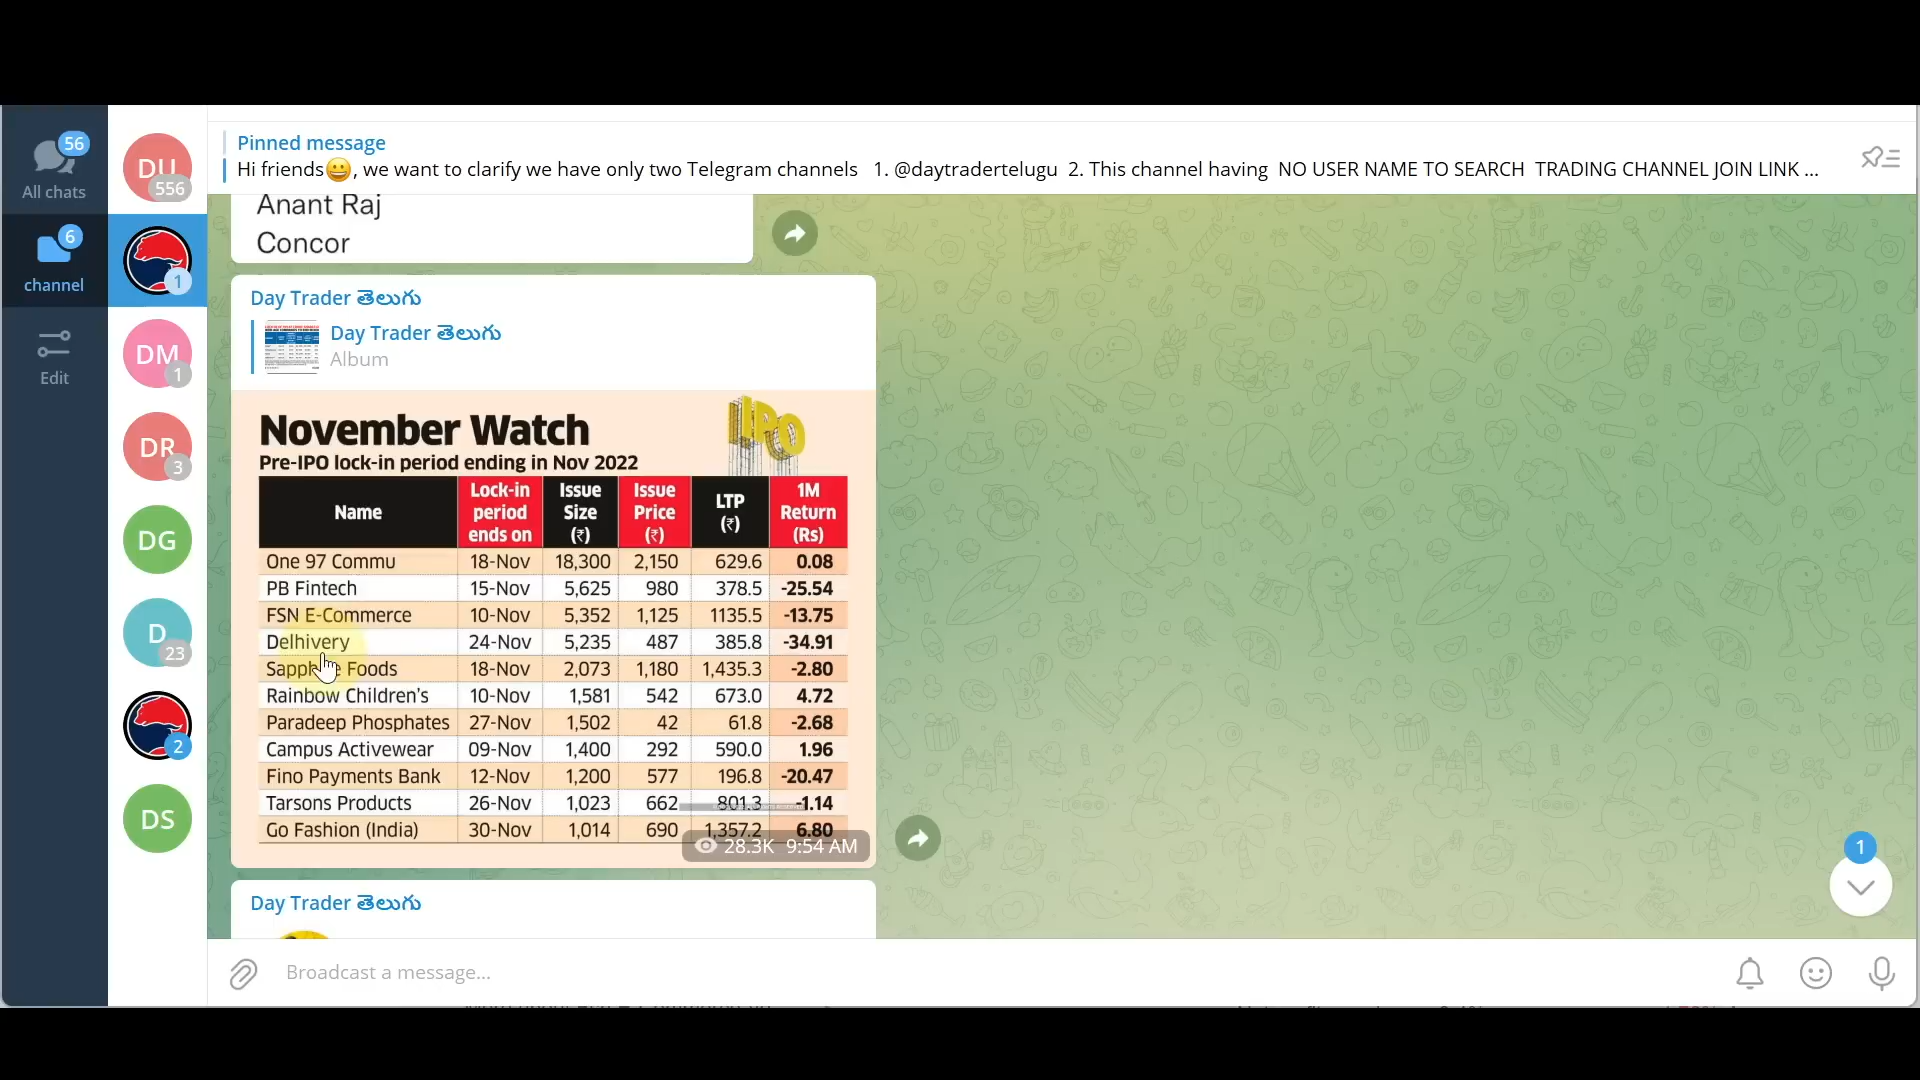 56
All chats
6
channel
Edit
DU
556
1
DM
1
DR
3
DG
D
23
2
DS
Pinned message
Hi friends😀, we want to clarify we have only two Telegram channels 1. @daytradertelugu 2. This channel having NO USER NAME TO SEARCH TRADING CHANNEL JOIN LINK ...
Anant Raj
Concor
Day Trader తెలుగు
Day Trader తెలుగు
Album
November Watch
IPO
Pre-IPO lock-in period ending in Nov 2022
Name Lock-in period ends on Issue Size (₹) Issue Price (₹) LTP (₹) 1M Return (Rs)
One 97 Commu 18-Nov 18,300 2,150 629.6 0.08
PB Fintech 15-Nov 5,625 980 378.5 -25.54
FSN E-Commerce 10-Nov 5,352 1,125 1135.5 -13.75
Delhivery 24-Nov 5,235 487 385.8 -34.91
Sapphire Foods 18-Nov 2,073 1,180 1,435.3 -2.80
Rainbow Children's 10-Nov 1,581 542 673.0 4.72
Paradeep Phosphates 27-Nov 1,502 42 61.8 -2.68
Campus Activewear 09-Nov 1,400 292 590.0 1.96
Fino Payments Bank 12-Nov 1,200 577 196.8 -20.47
Tarsons Products 26-Nov 1,023 662 801.3 -1.14
Go Fashion (India) 30-Nov 1,014 690 1,357.2 6.80
28.3K 9:54 AM
Day Trader తెలుగు
1
Broadcast a message...